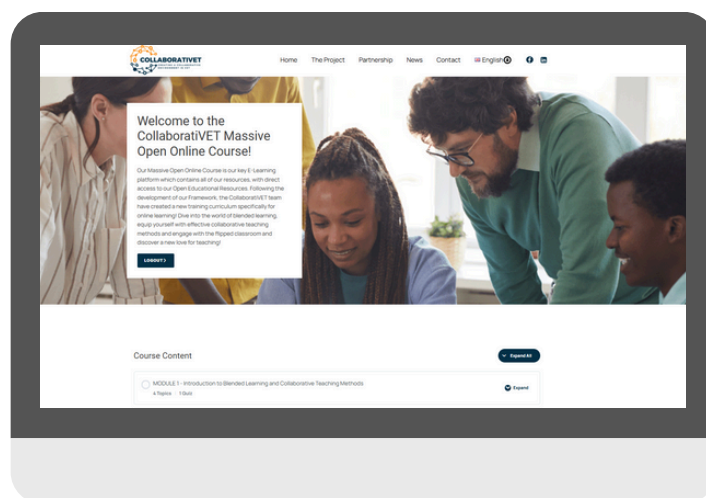 COLLABORATIVET
Home The Project Partnership News Contact English
Welcome to the
CollaboratiVET Massive
Open Online Course!
Our Massive Open Online Course is our key E-Learning
platform which contains all of our resources, with direct
access to our Open Educational Resources. Following the
development of our Framework, the CollaboratiVET team
have created a new training curriculum specifically for
online learning! Dive into the world of blended learning,
equip yourself with effective collaborative teaching
methods and engage with the flipped classroom and
discover a new love for teaching!
LOGOUT
Course Content
Expand All
MODULE 1 - Introduction to Blended Learning and Collaborative Teaching Methods
Expand
4 Topics | 1 Quiz